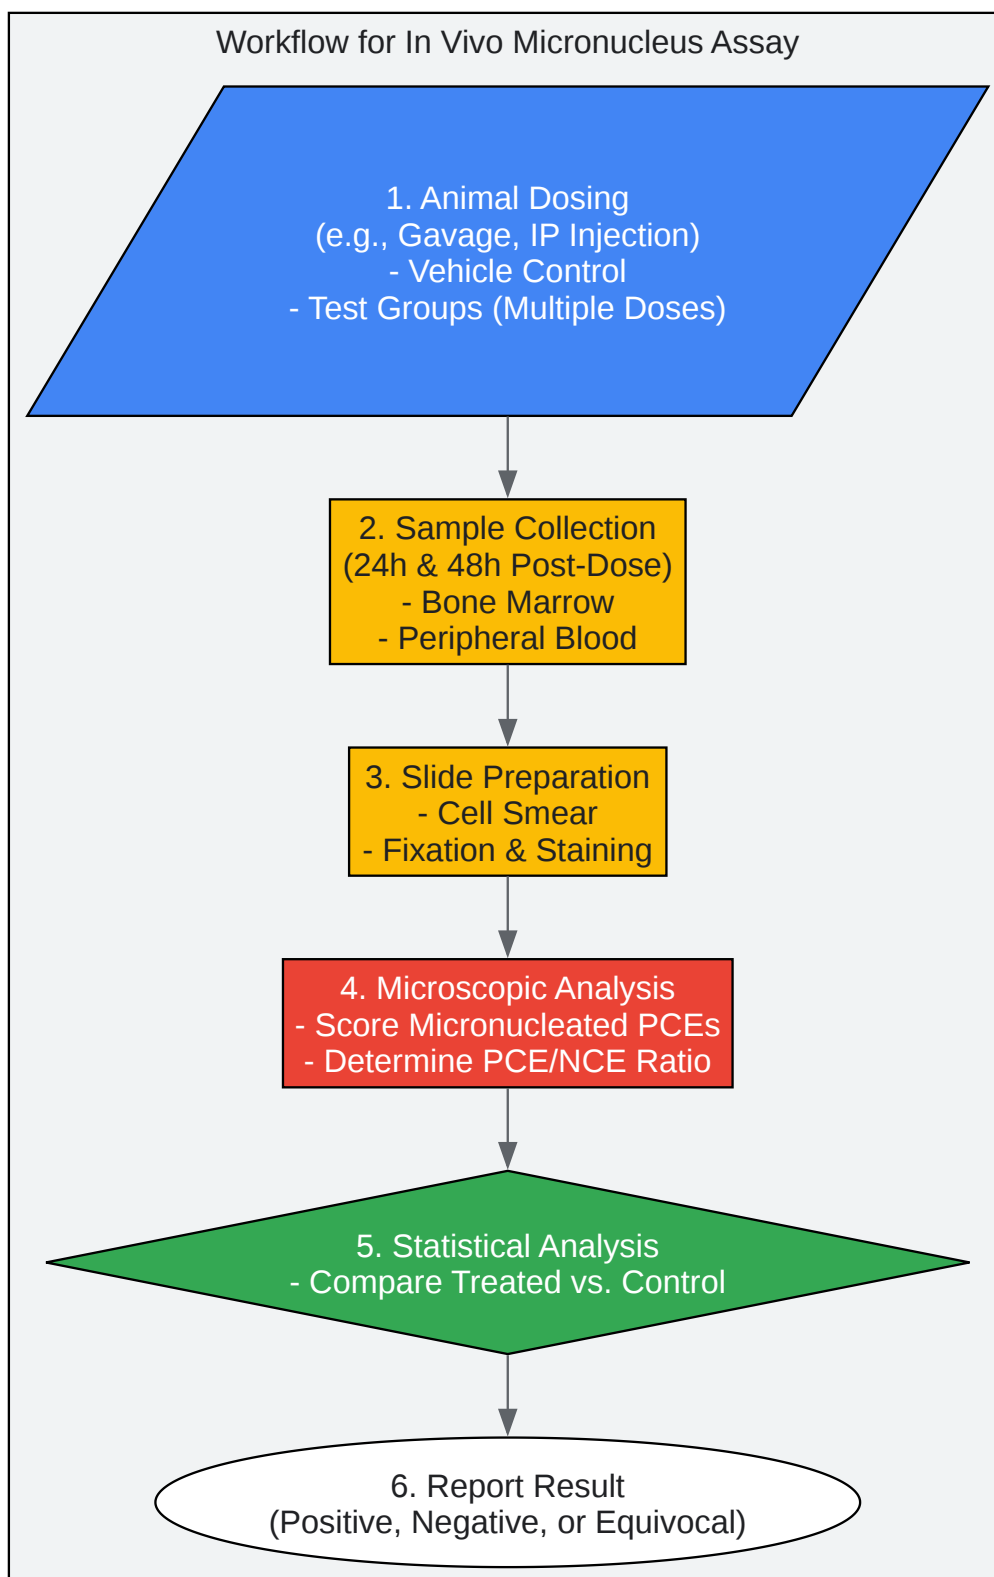 Workflow for In Vivo Micronucleus Assay
1. Animal Dosing
(e.g., Gavage, IP Injection)
- Vehicle Control
- Test Groups (Multiple Doses)
2. Sample Collection
(24h & 48h Post-Dose)
- Bone Marrow
- Peripheral Blood
3. Slide Preparation
- Cell Smear
- Fixation & Staining
4. Microscopic Analysis
- Score Micronucleated PCEs
- Determine PCE/NCE Ratio
5. Statistical Analysis
- Compare Treated vs. Control
6. Report Result
(Positive, Negative, or Equivocal)